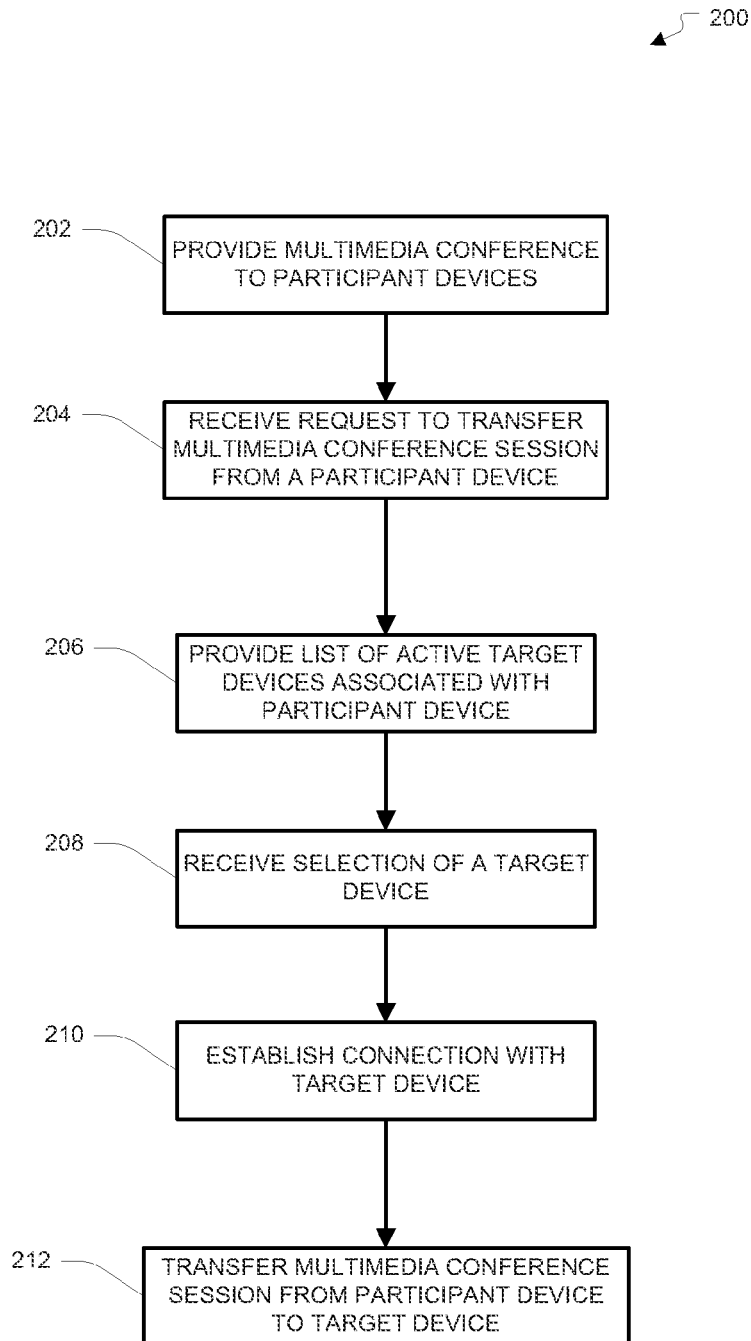 200
202
PROVIDE MULTIMEDIA CONFERENCE
TO PARTICIPANT DEVICES
204
RECEIVE REQUEST TO TRANSFER
MULTIMEDIA CONFERENCE SESSION
FROM A PARTICIPANT DEVICE
206
PROVIDE LIST OF ACTIVE TARGET
DEVICES ASSOCIATED WITH
PARTICIPANT DEVICE
208
RECEIVE SELECTION OF A TARGET
DEVICE
210
ESTABLISH CONNECTION WITH
TARGET DEVICE
212
TRANSFER MULTIMEDIA CONFERENCE
SESSION FROM PARTICIPANT DEVICE
TO TARGET DEVICE